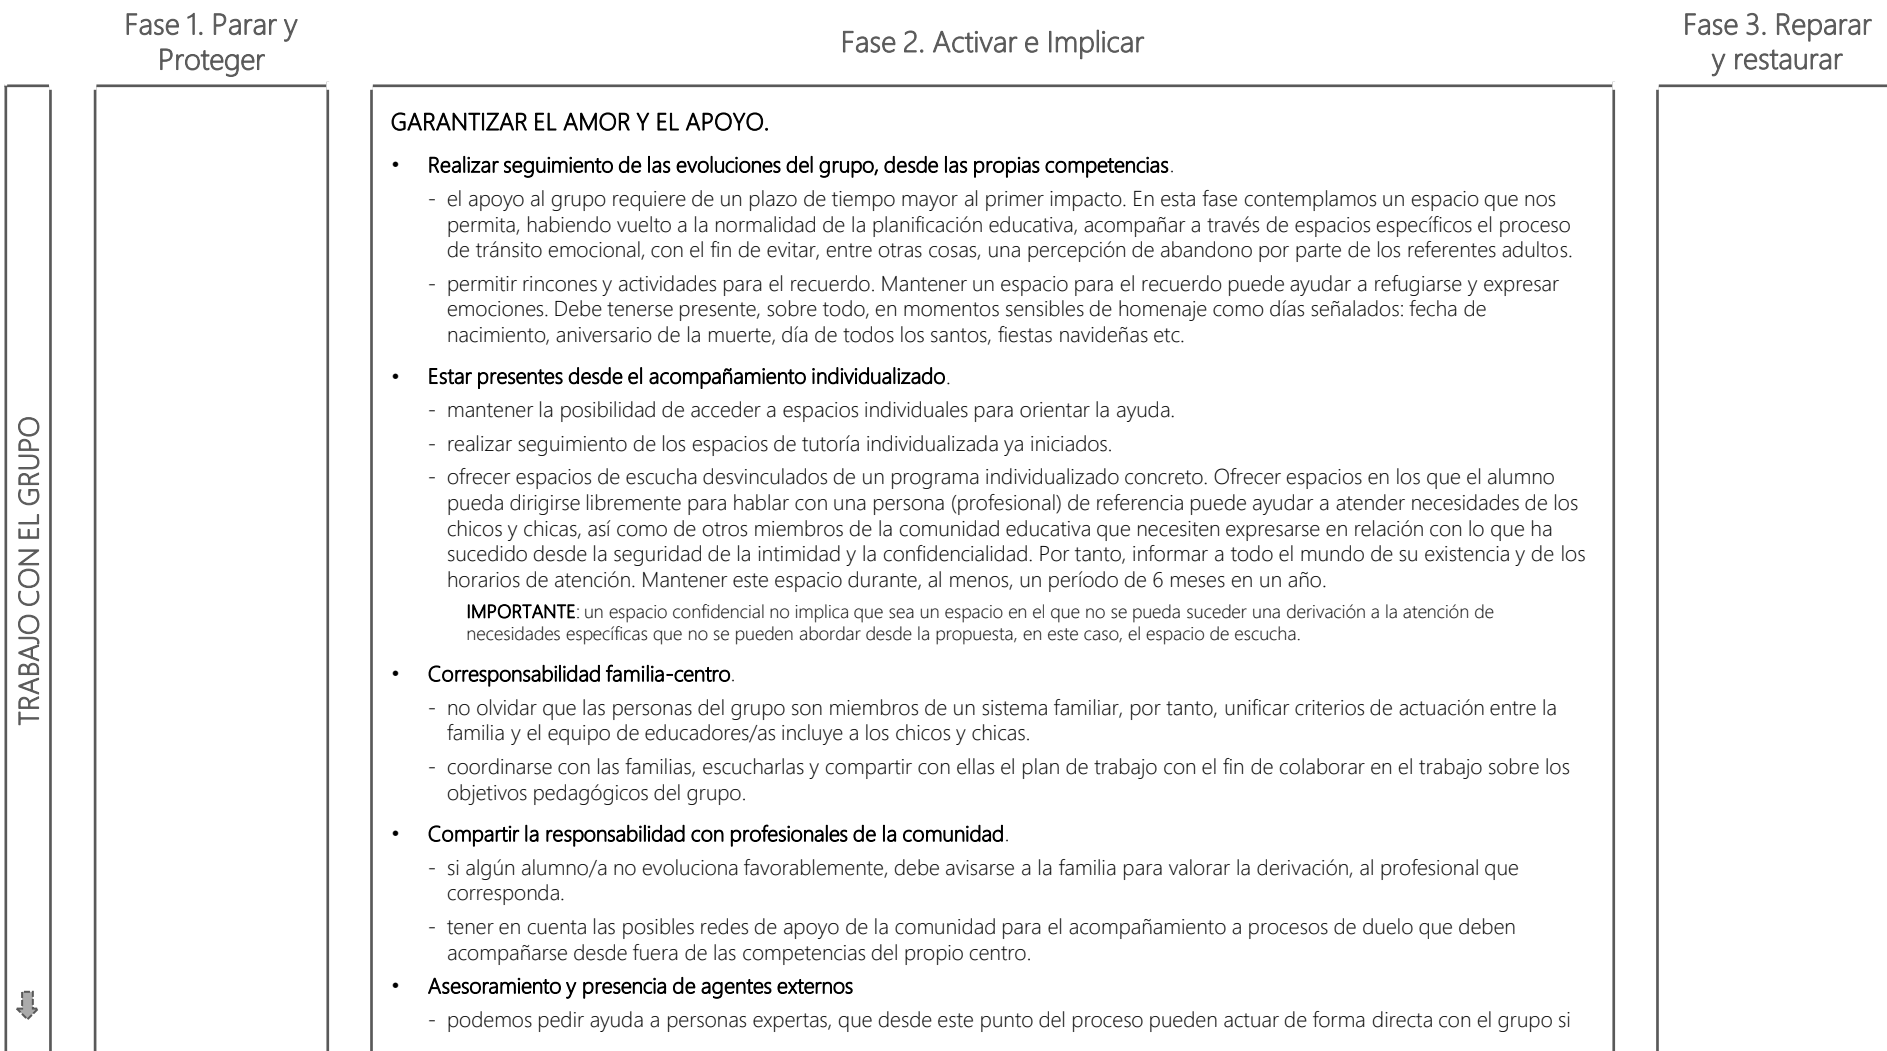 Fase 1. Parar y
Proteger
Fase 2. Activar e Implicar
Fase 3. Reparar
y restaurar
TRABAJO CON EL GRUPO
GARANTIZAR EL AMOR Y EL APOYO.
• Realizar seguimiento de las evoluciones del grupo, desde las propias competencias.
- el apoyo al grupo requiere de un plazo de tiempo mayor al primer impacto. En esta fase contemplamos un espacio que nos
permita, habiendo vuelto a la normalidad de la planificación educativa, acompañar a través de espacios específicos el proceso
de tránsito emocional, con el fin de evitar, entre otras cosas, una percepción de abandono por parte de los referentes adultos.
- permitir rincones y actividades para el recuerdo. Mantener un espacio para el recuerdo puede ayudar a refugiarse y expresar
emociones. Debe tenerse presente, sobre todo, en momentos sensibles de homenaje como días señalados: fecha de
nacimiento, aniversario de la muerte, día de todos los santos, fiestas navideñas etc.
• Estar presentes desde el acompañamiento individualizado.
- mantener la posibilidad de acceder a espacios individuales para orientar la ayuda.
- realizar seguimiento de los espacios de tutoría individualizada ya iniciados.
- ofrecer espacios de escucha desvinculados de un programa individualizado concreto. Ofrecer espacios en los que el alumno
pueda dirigirse libremente para hablar con una persona (profesional) de referencia puede ayudar a atender necesidades de los
chicos y chicas, así como de otros miembros de la comunidad educativa que necesiten expresarse en relación con lo que ha
sucedido desde la seguridad de la intimidad y la confidencialidad. Por tanto, informar a todo el mundo de su existencia y de los
horarios de atención. Mantener este espacio durante, al menos, un período de 6 meses en un año.
IMPORTANTE: un espacio confidencial no implica que sea un espacio en el que no se pueda suceder una derivación a la atención de
necesidades específicas que no se pueden abordar desde la propuesta, en este caso, el espacio de escucha.
• Corresponsabilidad familia-centro.
- no olvidar que las personas del grupo son miembros de un sistema familiar, por tanto, unificar criterios de actuación entre la
familia y el equipo de educadores/as incluye a los chicos y chicas.
- coordinarse con las familias, escucharlas y compartir con ellas el plan de trabajo con el fin de colaborar en el trabajo sobre los
objetivos pedagógicos del grupo.
• Compartir la responsabilidad con profesionales de la comunidad.
- si algún alumno/a no evoluciona favorablemente, debe avisarse a la familia para valorar la derivación, al profesional que
corresponda.
- tener en cuenta las posibles redes de apoyo de la comunidad para el acompañamiento a procesos de duelo que deben
acompañarse desde fuera de las competencias del propio centro.
• Asesoramiento y presencia de agentes externos
- podemos pedir ayuda a personas expertas, que desde este punto del proceso pueden actuar de forma directa con el grupo si